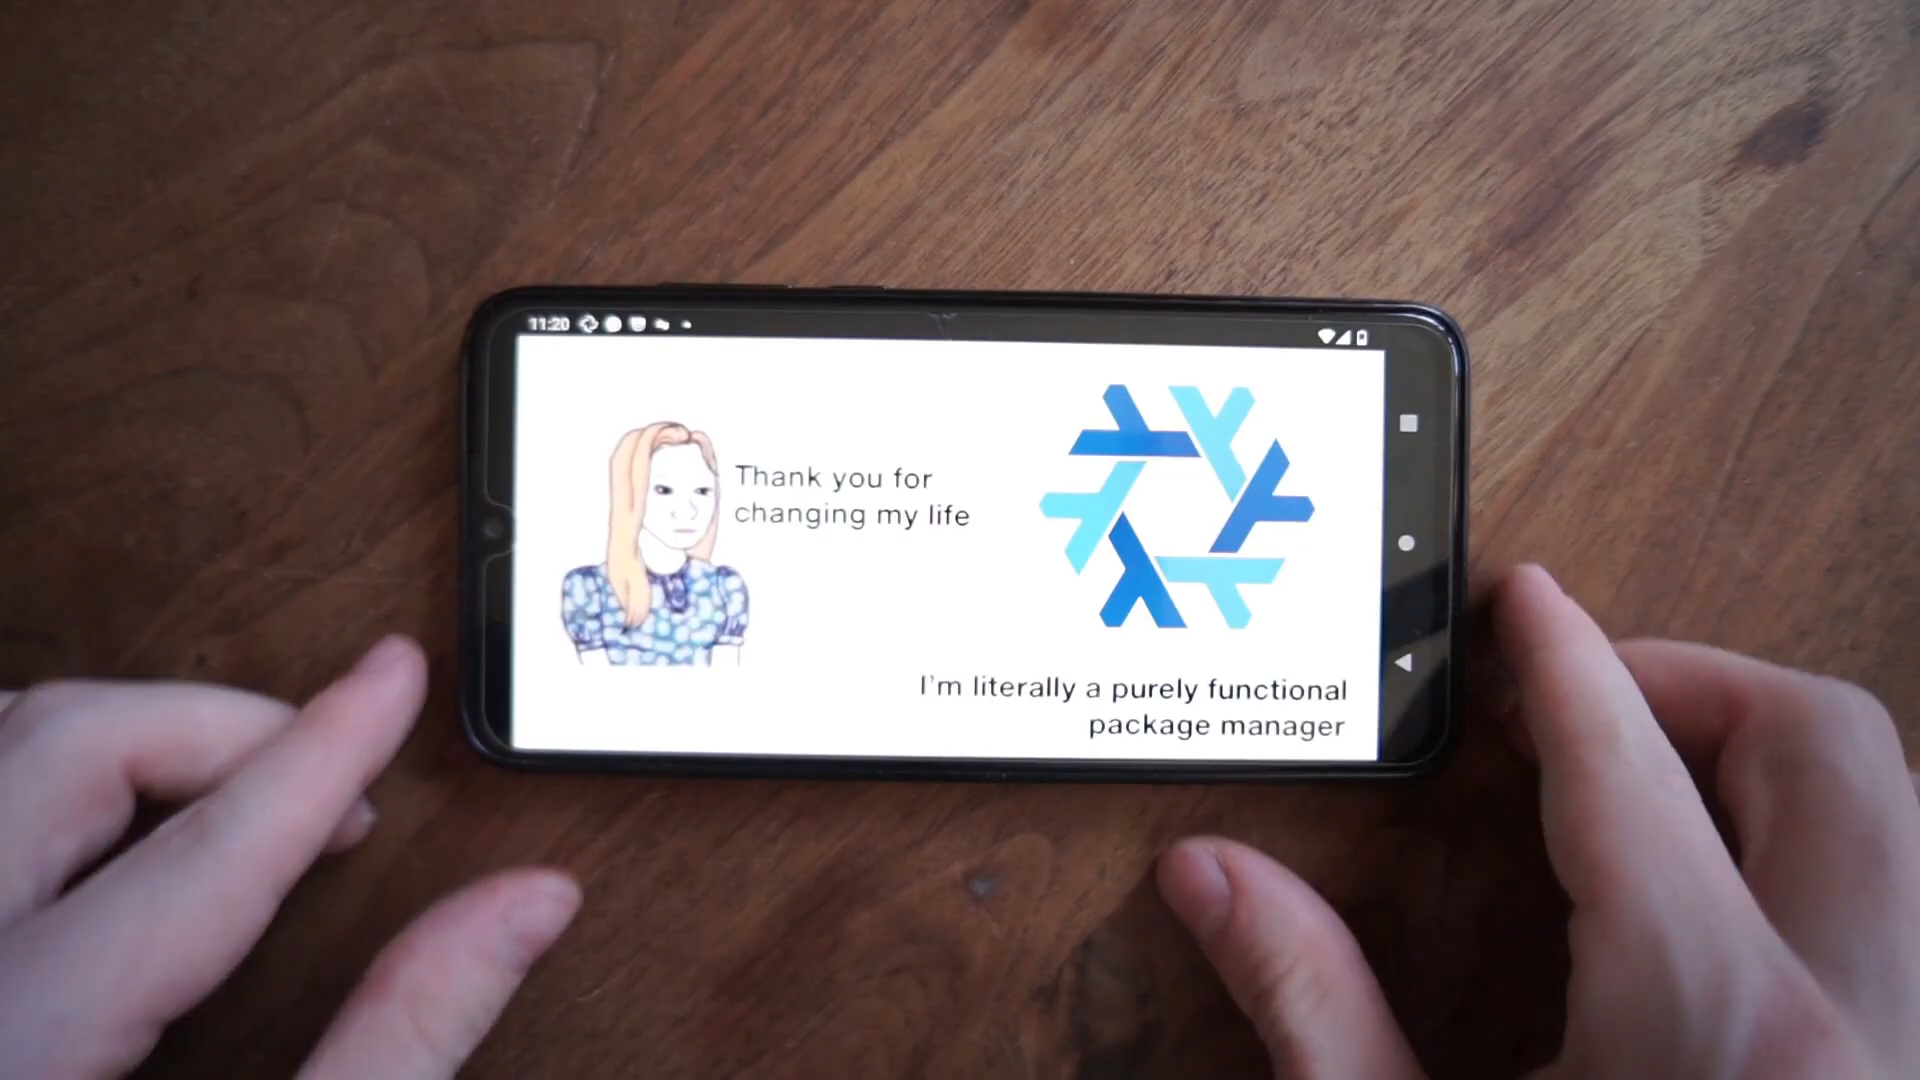 11:20
Thank you for
changing my life
I'm literally a purely functional
package manager